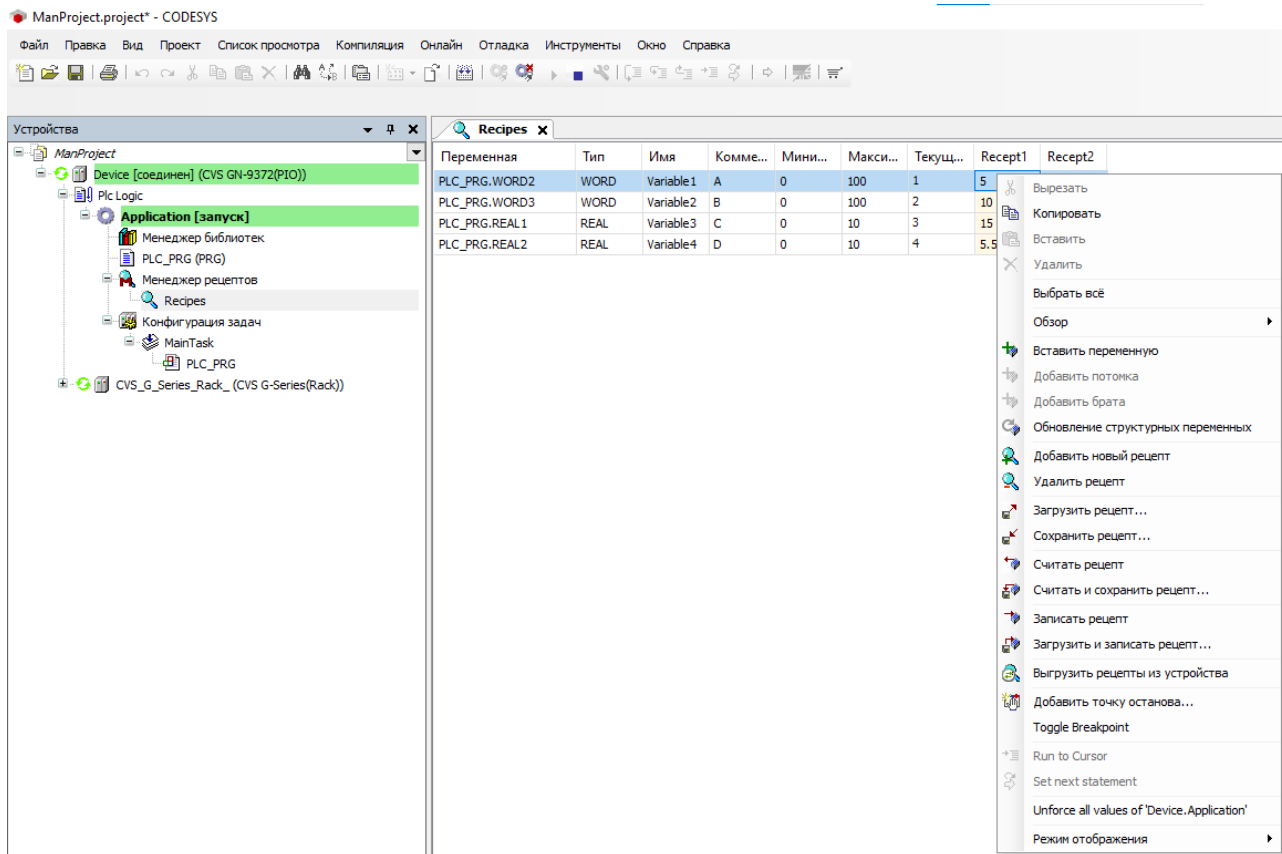 ManProject.project* - CODESYS
Файл Правка Вид Проект Список просмотра Компиляция Онлайн Отладка Инструменты Окно Справка
Устройства
ManProject
Device [соединен] (CVS GN-9372(PIO))
Plc Logic
Application [запуск]
Менеджер библиотек
PLC_PRG (PRG)
Менеджер рецептов
Recipes
Конфигурация задач
MainTask
PLC_PRG
CVS_G_Series_Rack_ (CVS G-Series(Rack))
Recipes
Переменная Тип Имя Комме... Мини... Макси... Текущ... Recept1 Recept2
PLC_PRG.WORD2 WORD Variable1 A 0 100 1 5
PLC_PRG.WORD3 WORD Variable2 B 0 100 2 10
PLC_PRG.REAL1 REAL Variable3 C 0 10 3 15
PLC_PRG.REAL2 REAL Variable4 D 0 10 4 5.5
Вырезать
Копировать
Вставить
Удалить
Выбрать всё
Обзор
Вставить переменную
Добавить потомка
Добавить брата
Обновление структурных переменных
Добавить новый рецепт
Удалить рецепт
Загрузить рецепт...
Сохранить рецепт...
Считать рецепт
Считать и сохранить рецепт...
Записать рецепт
Загрузить и записать рецепт...
Выгрузить рецепты из устройства
Добавить точку останова...
Toggle Breakpoint
Run to Cursor
Set next statement
Unforce all values of 'Device.Application'
Режим отображения